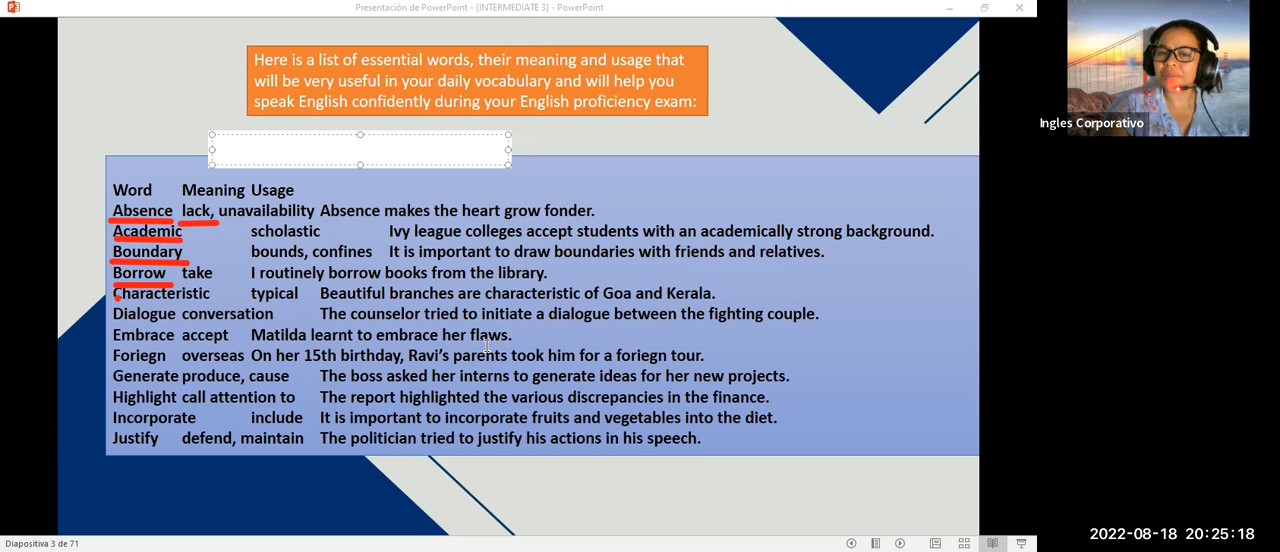 Presentación de PowerPoint - [INTERMEDIATE 3] - PowerPoint
Here is a list of essential words, their meaning and usage that
will be very useful in your daily vocabulary and will help you
speak English confidently during your English proficiency exam:
Ingles Corporativo
Word Meaning Usage
Absence lack, unavailability Absence makes the heart grow fonder.
Academic scholastic Ivy league colleges accept students with an academically strong background.
Boundary bounds, confines It is important to draw boundaries with friends and relatives.
Borrow take I routinely borrow books from the library.
Characteristic typical Beautiful branches are characteristic of Goa and Kerala.
Dialogue conversation The counselor tried to initiate a dialogue between the fighting couple.
Embrace accept Matilda learnt to embrace her flaws.
Foriegn overseas On her 15th birthday, Ravi's parents took him for a foriegn tour.
Generate produce, cause The boss asked her interns to generate ideas for her new projects.
Highlight call attention to The report highlighted the various discrepancies in the finance.
Incorporate include It is important to incorporate fruits and vegetables into the diet.
Justify defend, maintain The politician tried to justify his actions in his speech.
Diapositiva 3 de 71
2022-08-18 20:25:18